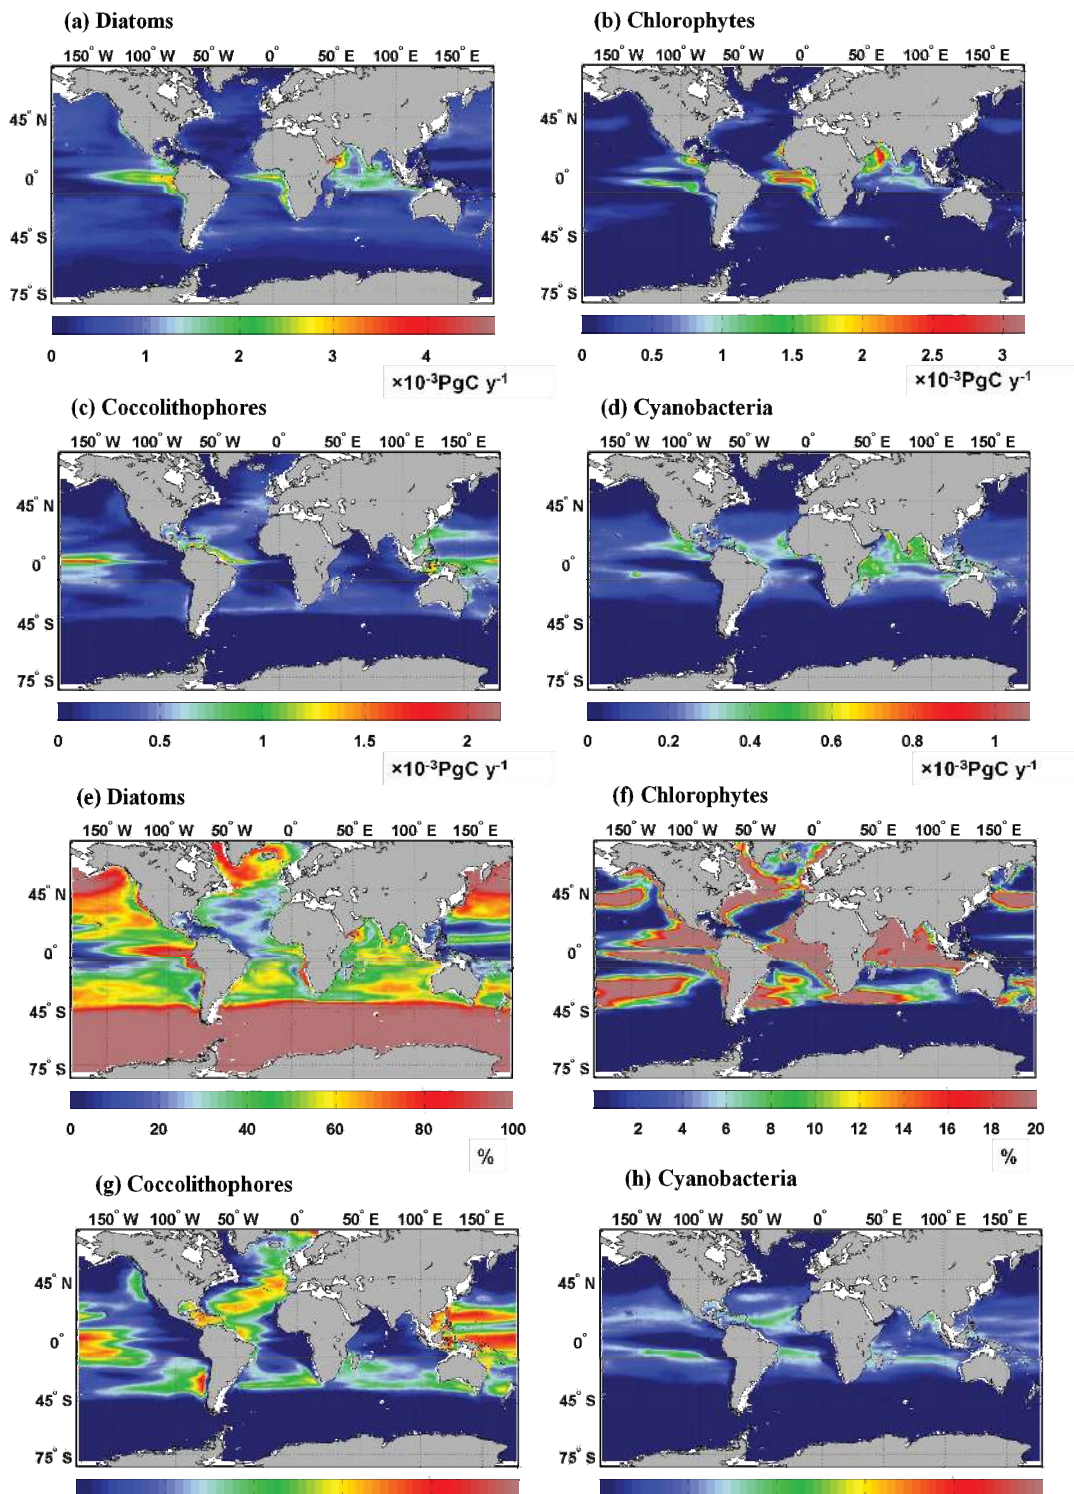 (a) Diatoms
150° W 100° W 50° W 0° 50° E 100° E 150° E
45° N
0°
45° S
75° S
0 1 2 3 4
×10-3PgC y-1
(b) Chlorophytes
150° W 100° W 50° W 0° 50° E 100° E 150° E
45° N
0°
45° S
75° S
0 0.5 1 1.5 2 2.5 3
×10-3PgC y-1
(c) Coccolithophores
150° W 100° W 50° W 0° 50° E 100° E 150° E
45° N
0°
45° S
75° S
0 0.5 1 1.5 2
×10-3PgC y-1
(d) Cyanobacteria
150° W 100° W 50° W 0° 50° E 100° E 150° E
45° N
0°
45° S
75° S
0 0.2 0.4 0.6 0.8 1
×10-3PgC y-1
(e) Diatoms
150° W 100° W 50° W 0° 50° E 100° E 150° E
45° N
0°
45° S
75° S
0 20 40 60 80 100
%
(f) Chlorophytes
150° W 100° W 50° W 0° 50° E 100° E 150° E
45° N
0°
45° S
75° S
2 4 6 8 10 12 14 16 18 20
%
(g) Coccolithophores
150° W 100° W 50° W 0° 50° E 100° E 150° E
45° N
0°
45° S
75° S
(h) Cyanobacteria
150° W 100° W 50° W 0° 50° E 100° E 150° E
45° N
0°
45° S
75° S